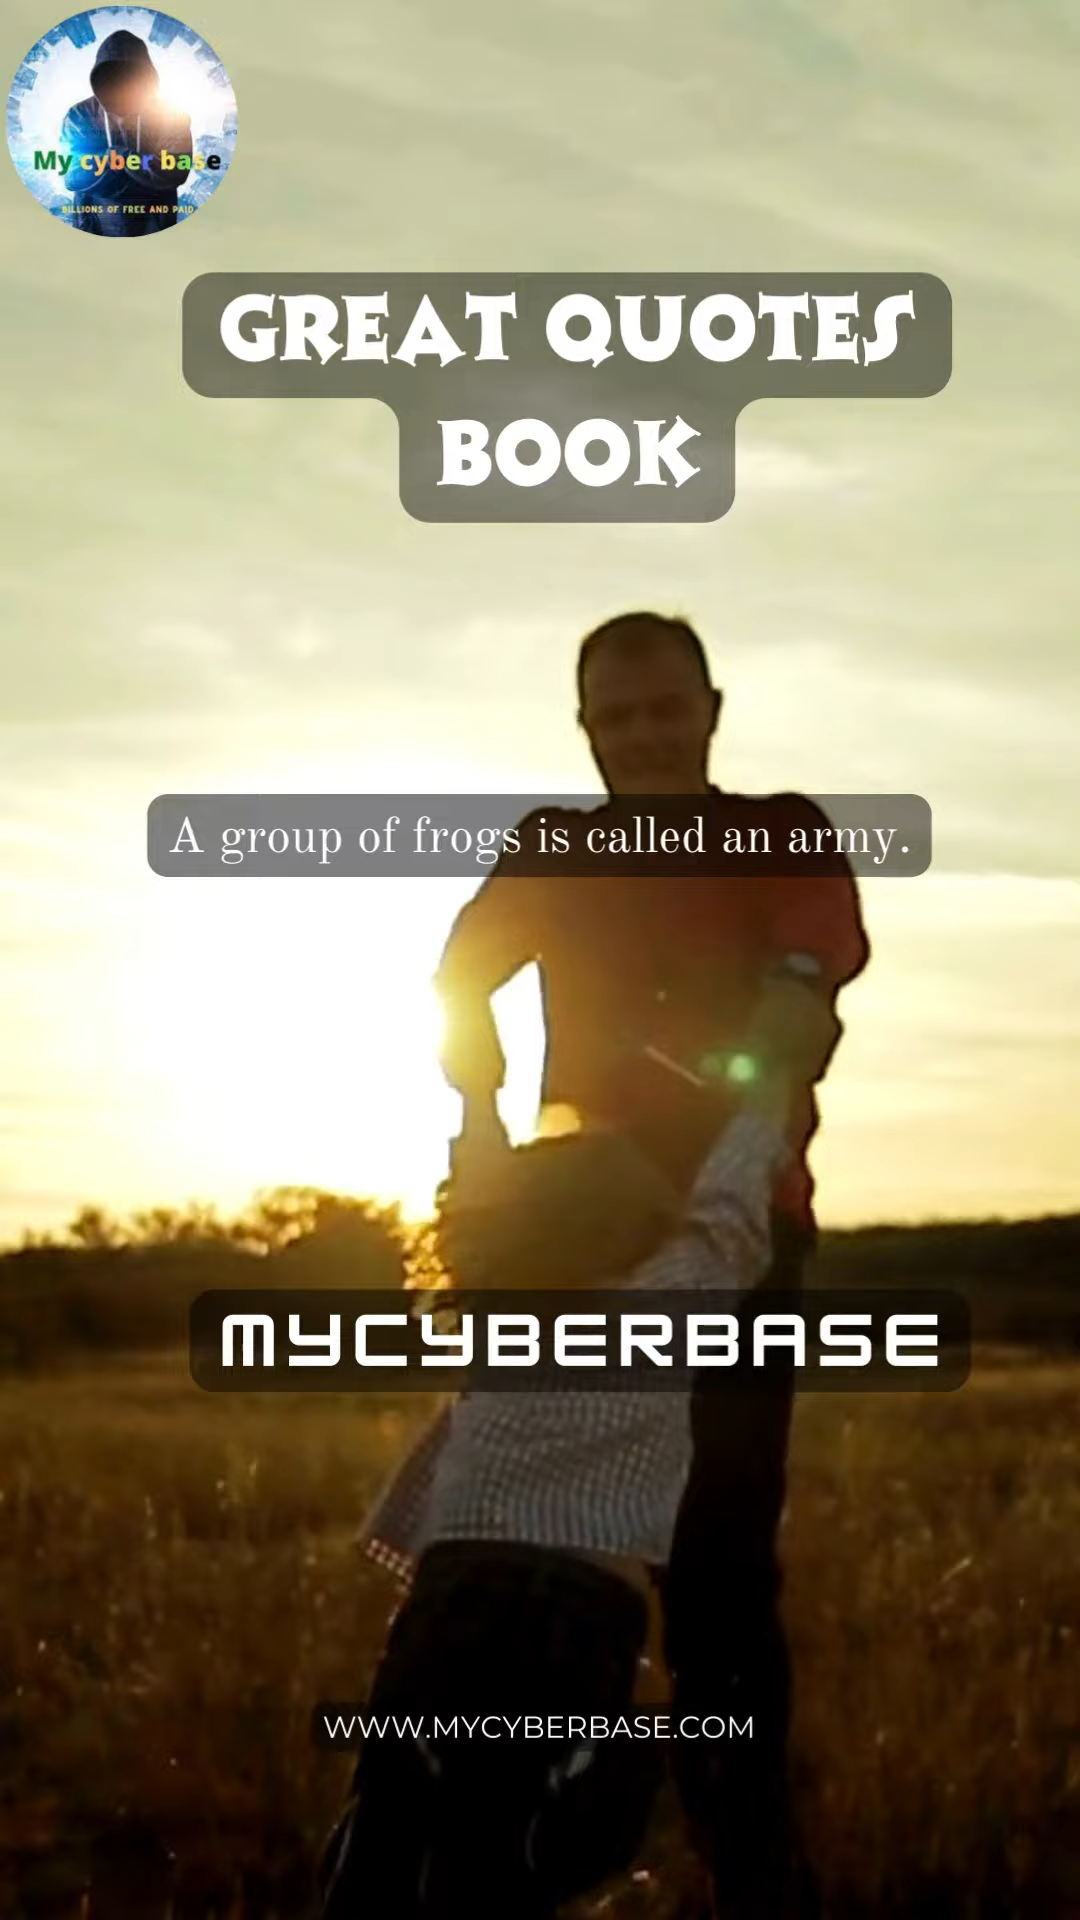 My cyber base
BILLIONS OF FREE AND PAID
GREAT QUOTES
BOOK
A group of frogs is called an army.
MYCYBERBASE
WWW.MYCYBERBASE.COM